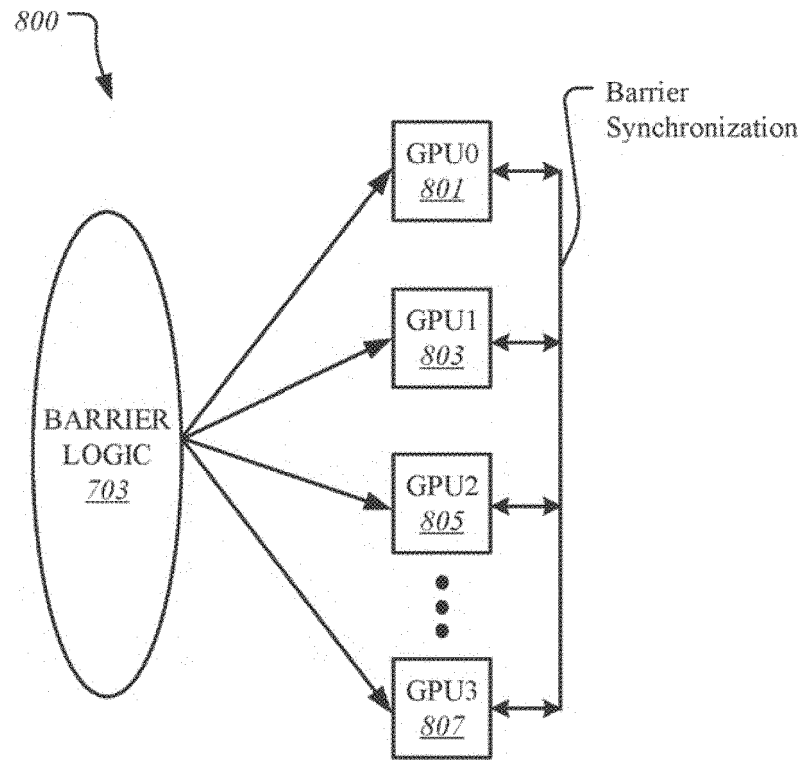 800
Barrier
Synchronization
GPU0
801
GPU1
803
BARRIER
LOGIC
703
GPU2
805
GPU3
807